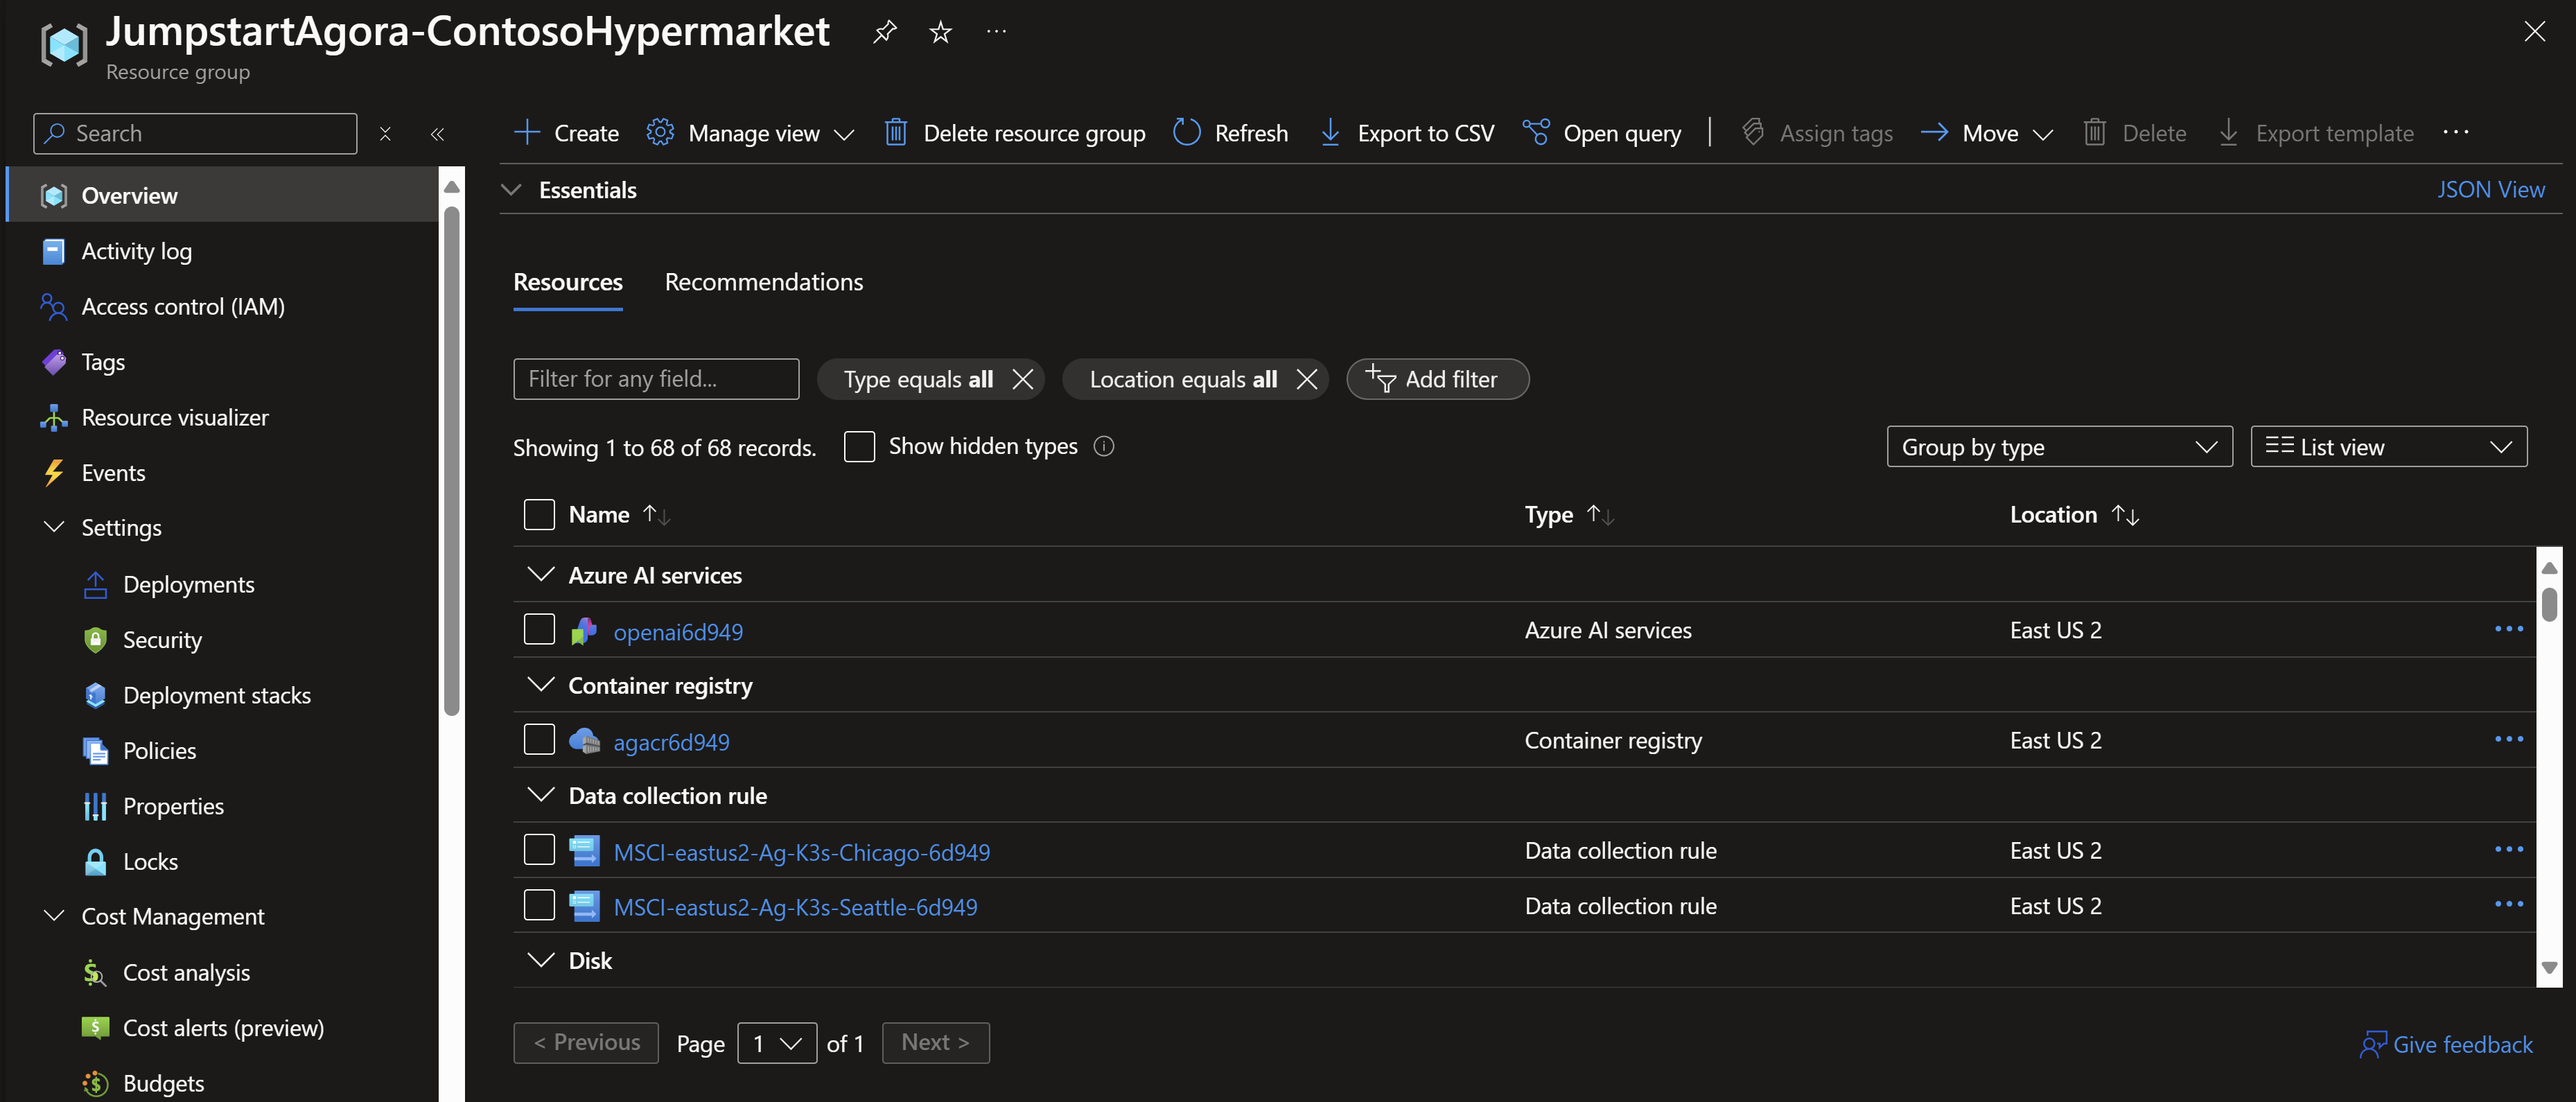 JumpstartAgora-ContosoHypermarket
Resource group
Search
Create
Manage view
Delete resource group
Refresh
Export to CSV
Open query
Assign tags
Move
Delete
Export template
Overview
Activity log
Access control (IAM)
Tags
Resource visualizer
Events
Settings
Deployments
Security
Deployment stacks
Policies
Properties
Locks
Cost Management
Cost analysis
Cost alerts (preview)
Budgets
Essentials
JSON View
Resources
Recommendations
Filter for any field...
Type equals all
Location equals all
Add filter
Showing 1 to 68 of 68 records.
Show hidden types
Group by type
List view
Name
Type
Location
Azure AI services
openai6d949
Azure AI services
East US 2
Container registry
agacr6d949
Container registry
East US 2
Data collection rule
MSCI-eastus2-Ag-K3s-Chicago-6d949
Data collection rule
East US 2
MSCI-eastus2-Ag-K3s-Seattle-6d949
Data collection rule
East US 2
Disk
< Previous
Page
1
of 1
Next >
Give feedback